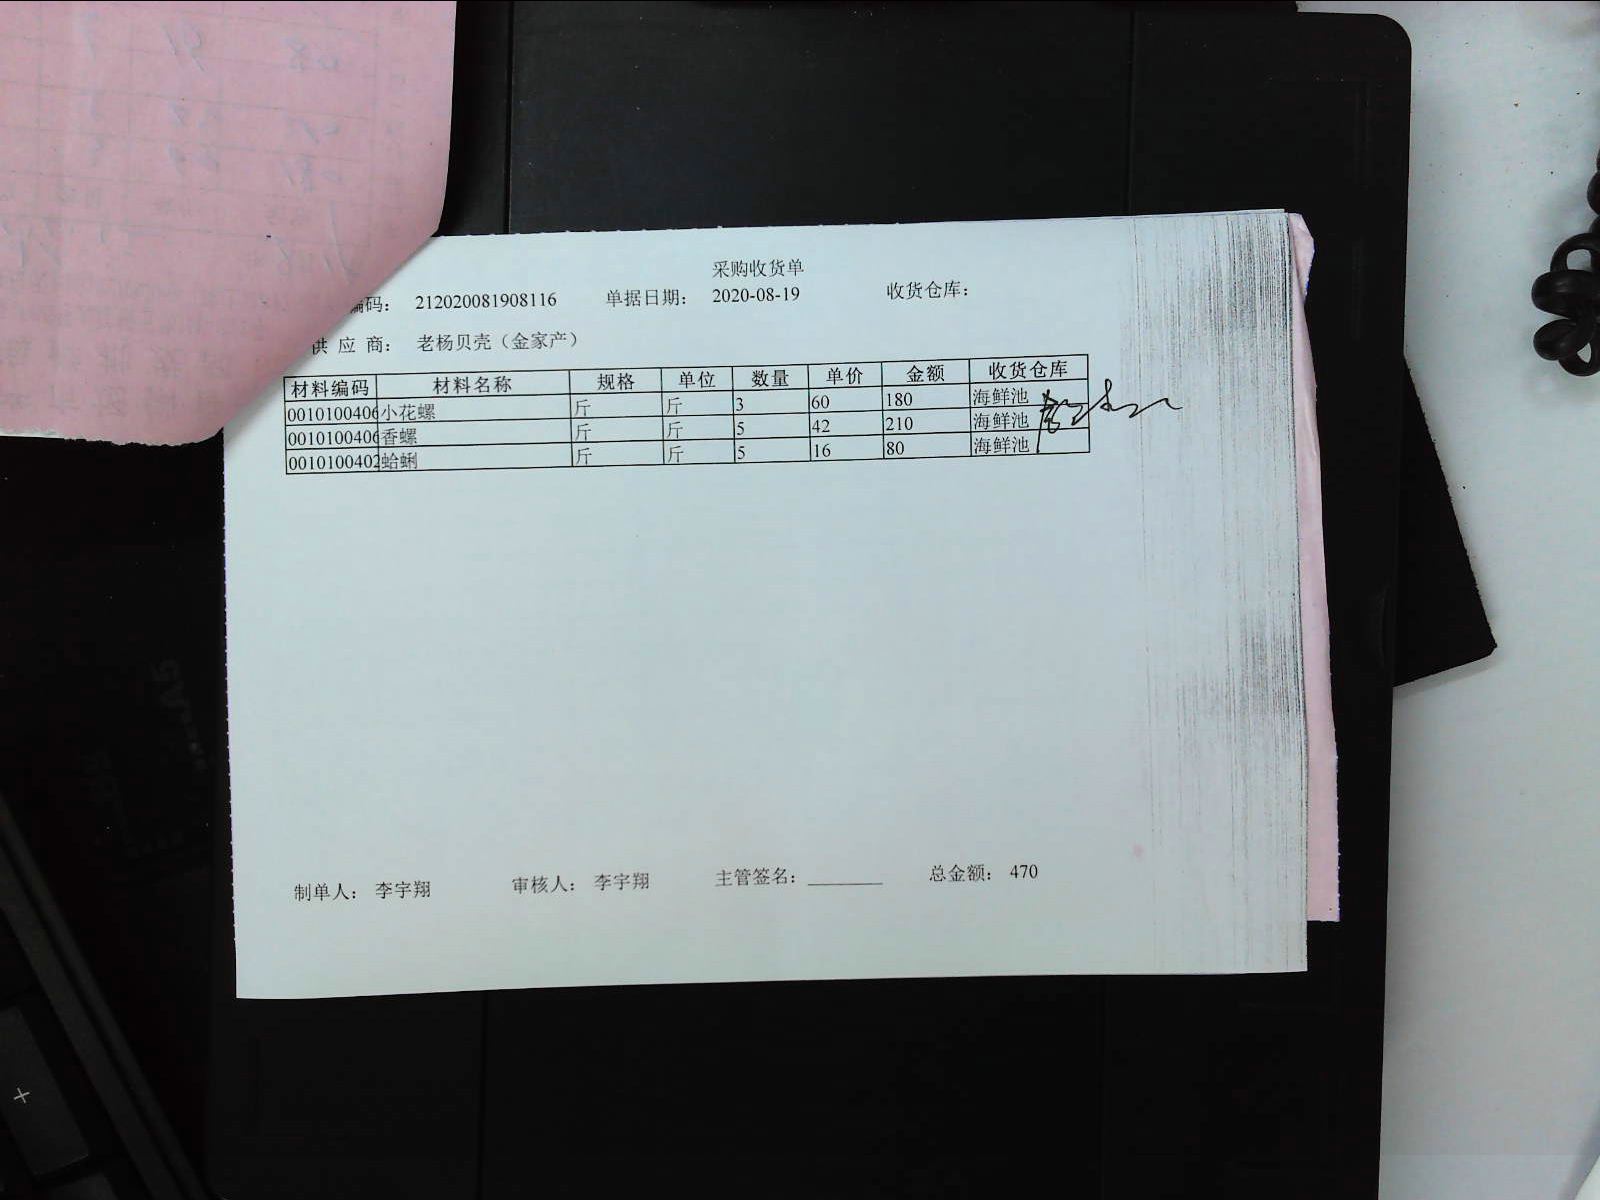 采购收货单
编码： 212020081908116 单据日期： 2020-08-19 收货仓库：
供 应 商： 老杨贝壳（金家产）
材料编码 材料名称 规格 单位 数量 单价 金额 收货仓库
0010100406 小花螺 斤 斤 3 60 180 海鲜池
0010100406 香螺 斤 斤 5 42 210 海鲜池
0010100402 蛤蜊 斤 斤 5 16 80 海鲜池
制单人： 李宇翔 审核人： 李宇翔 主管签名： 总金额： 470